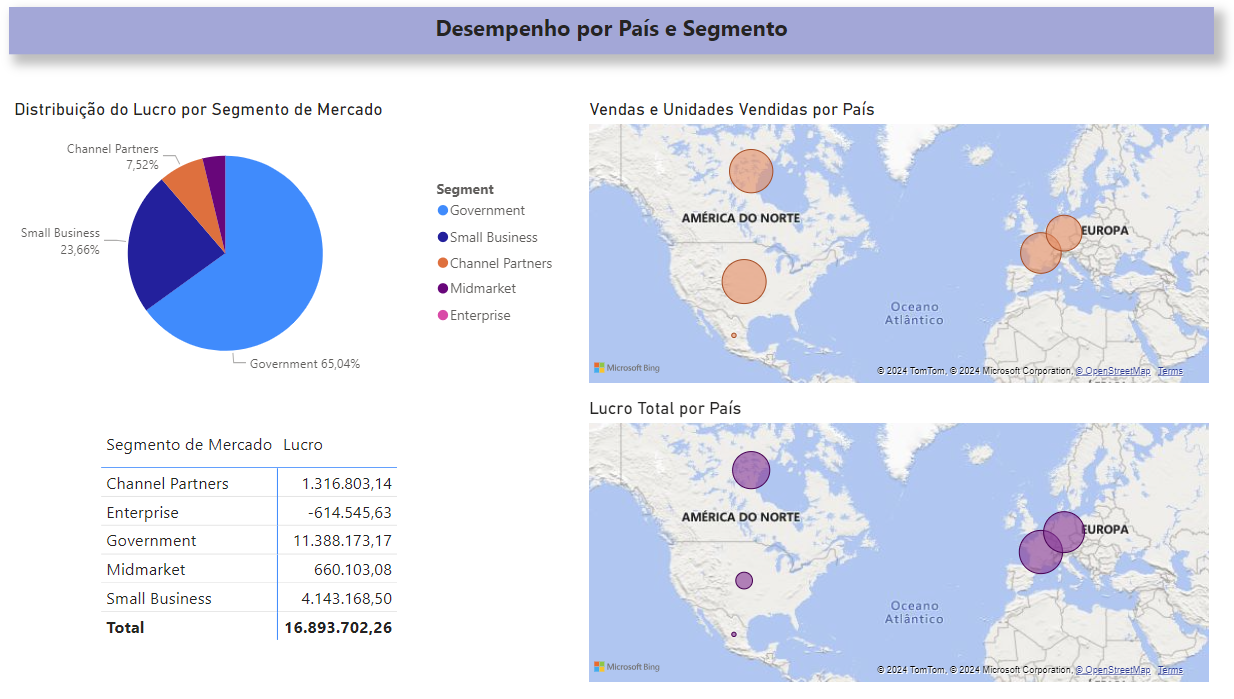 Desempenho por País e Segmento
Distribuição do Lucro por Segmento de Mercado
Channel Partners
7,52%
Small Business
23,66%
Government 65,04%
Segment
Government
Small Business
Channel Partners
Midmarket
Enterprise
Segmento de Mercado Lucro
Channel Partners 1.316.803,14
Enterprise -614.545,63
Government 11.388.173,17
Midmarket 660.103,08
Small Business 4.143.168,50
Total 16.893.702,26
Vendas e Unidades Vendidas por País
AMÉRICA DO NORTE
EUROPA
Oceano
Atlântico
Microsoft Bing
© 2024 TomTom, © 2024 Microsoft Corporation, © OpenStreetMap Terms
Lucro Total por País
AMÉRICA DO NORTE
EUROPA
Oceano
Atlântico
Microsoft Bing
© 2024 TomTom, © 2024 Microsoft Corporation, © OpenStreetMap Terms